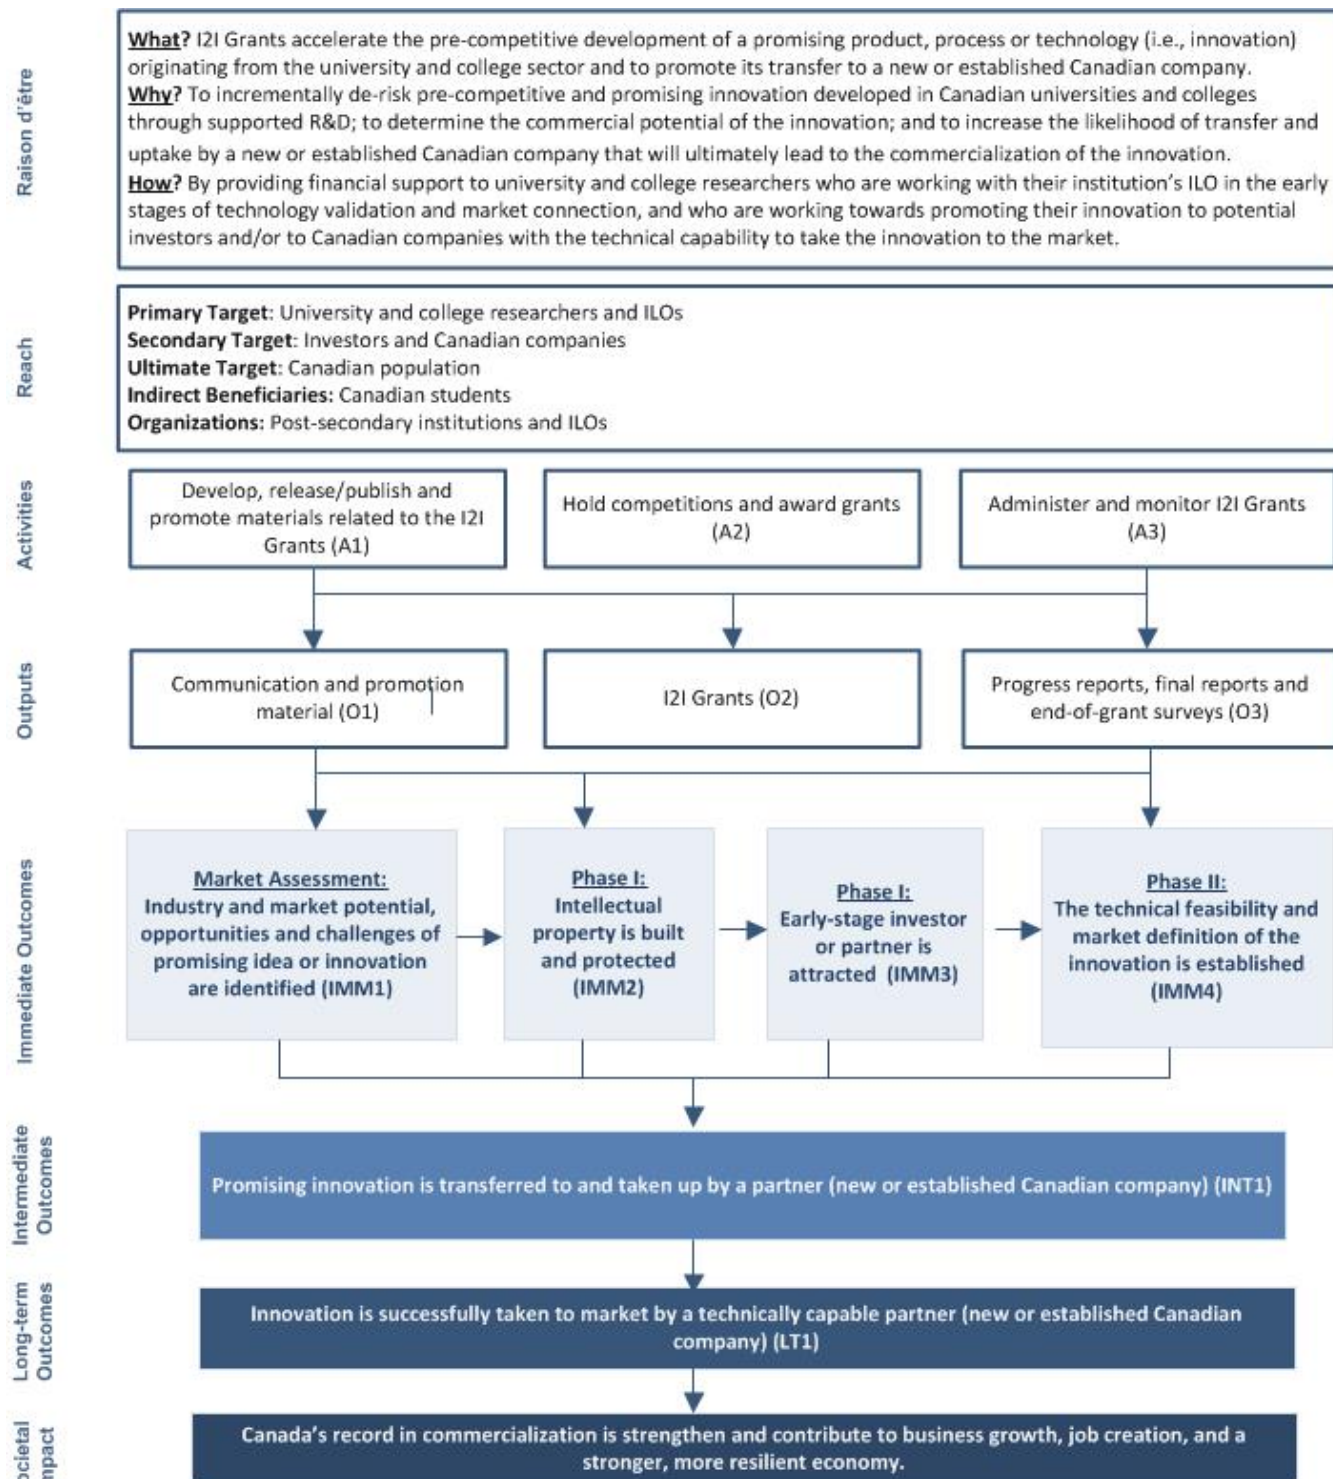 Raison d'être
What? I2I Grants accelerate the pre-competitive development of a promising product, process or technology (i.e., innovation)
originating from the university and college sector and to promote its transfer to a new or established Canadian company.
Why? To incrementally de-risk pre-competitive and promising innovation developed in Canadian universities and colleges
through supported R&D; to determine the commercial potential of the innovation; and to increase the likelihood of transfer and
uptake by a new or established Canadian company that will ultimately lead to the commercialization of the innovation.
How? By providing financial support to university and college researchers who are working with their institution's ILO in the early
stages of technology validation and market connection, and who are working towards promoting their innovation to potential
investors and/or to Canadian companies with the technical capability to take the innovation to the market.
Reach
Primary Target: University and college researchers and ILOs
Secondary Target: Investors and Canadian companies
Ultimate Target: Canadian population
Indirect Beneficiaries: Canadian students
Organizations: Post-secondary institutions and ILOs
Activities
Develop, release/publish and
promote materials related to the I2I
Grants (A1)
Hold competitions and award grants
(A2)
Administer and monitor I2I Grants
(A3)
Outputs
Communication and promotion
material (O1)
I2I Grants (O2)
Progress reports, final reports and
end-of-grant surveys (O3)
Immediate Outcomes
Market Assessment:
Industry and market potential,
opportunities and challenges of
promising idea or innovation
are identified (IMM1)
Phase I:
Intellectual
property is built
and protected
(IMM2)
Phase I:
Early-stage investor
or partner is
attracted (IMM3)
Phase II:
The technical feasibility and
market definition of the
innovation is established
(IMM4)
Intermediate
Outcomes
Promising innovation is transferred to and taken up by a partner (new or established Canadian company) (INT1)
Long-term
Outcomes
Innovation is successfully taken to market by a technically capable partner (new or established Canadian
company) (LT1)
ocietal
mpact
Canada's record in commercialization is strengthen and contribute to business growth, job creation, and a
stronger, more resilient economy.